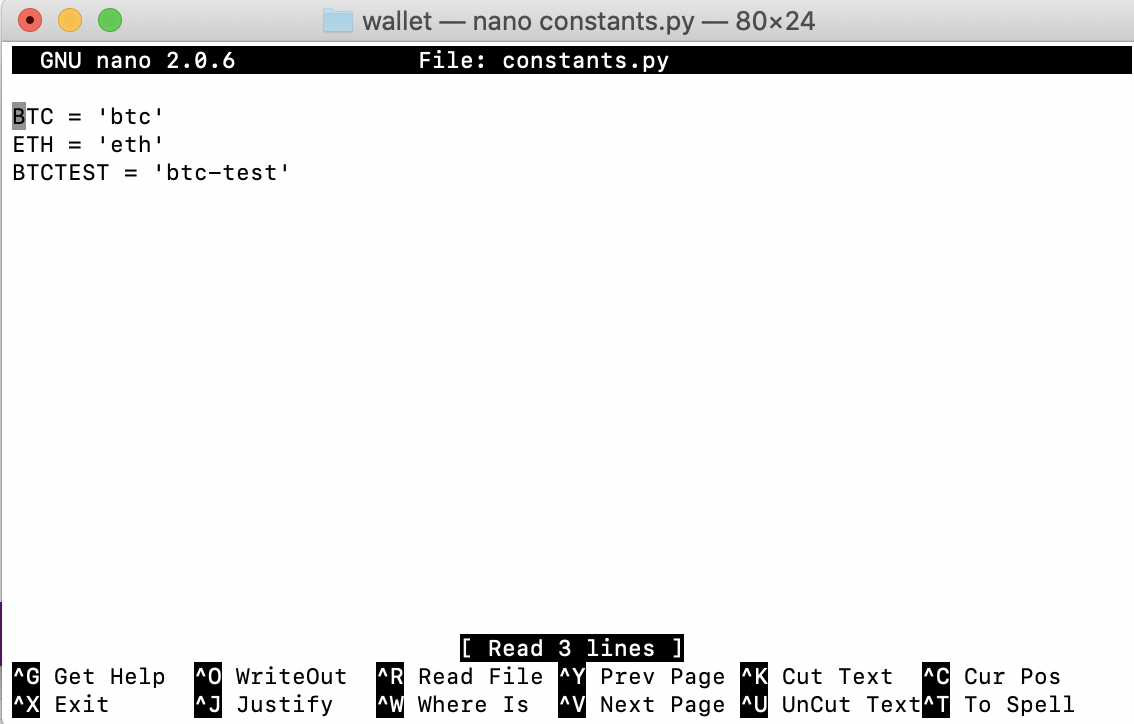 wallet — nano constants.py — 80×24
GNU nano 2.0.6 File: constants.py
BTC = 'btc'
ETH = 'eth'
BTCTEST = 'btc-test'
[ Read 3 lines ]
^G Get Help ^O WriteOut ^R Read File ^Y Prev Page ^K Cut Text ^C Cur Pos
^X Exit ^J Justify ^W Where Is ^V Next Page ^U UnCut Text ^T To Spell